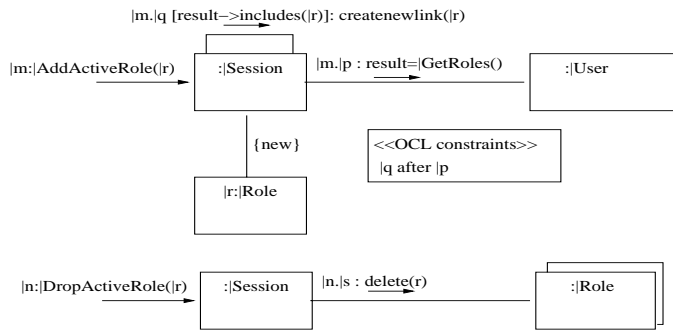 |m.|q [result−>includes(|r)]: createnewlink(|r)
|m:|AddActiveRole(|r)
:|Session
|m.|p : result=|GetRoles()
:|User
{new}
<<OCL constraints>>
|q after |p
|r:|Role
|n:|DropActiveRole(|r)
:|Session
|n.|s : delete(r)
:|Role